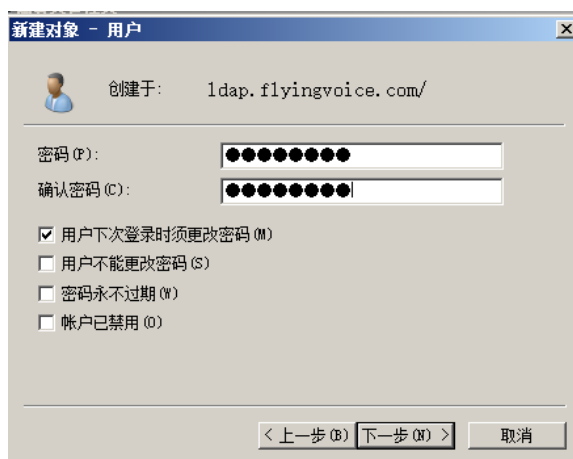 新建对象 - 用户
创建于: ldap.flyingvoice.com/
密码(P):
确认密码(C):
用户下次登录时须更改密码(M)
用户不能更改密码(S)
密码永不过期(W)
帐户已禁用(O)
< 上一步(B) 下一步(N) > 取消